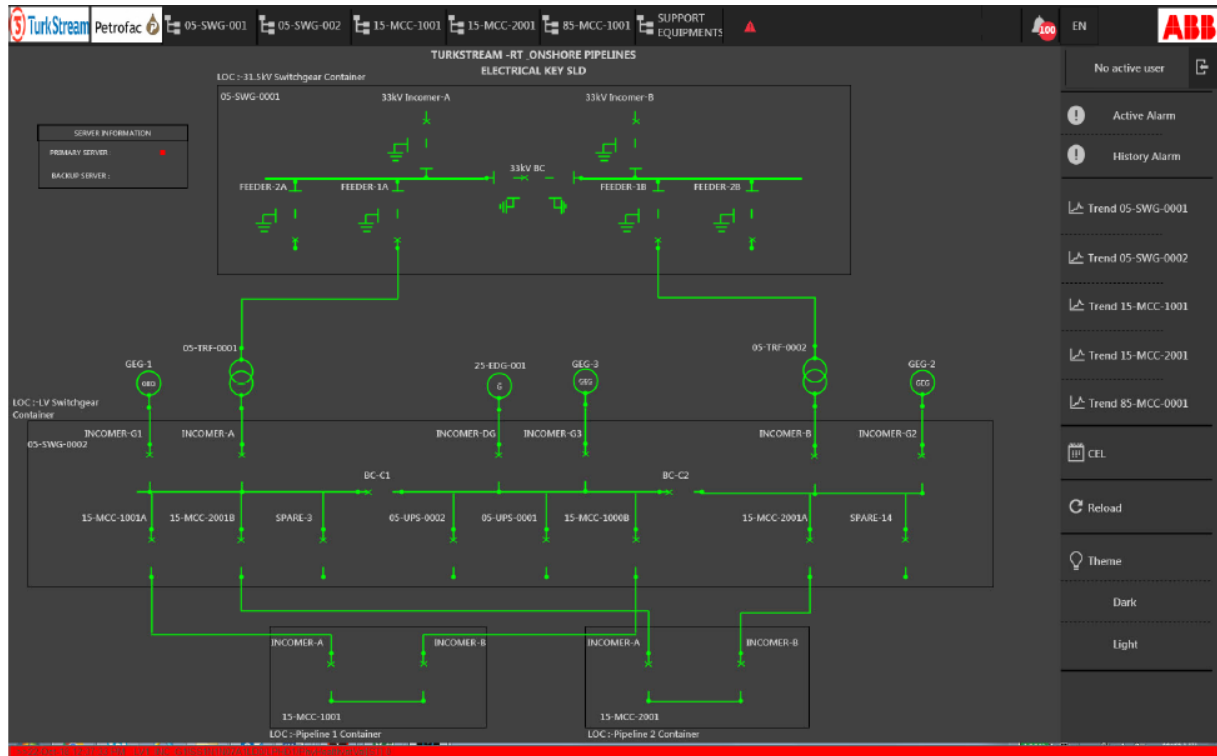 TurkStream Petrofac 05-SWG-001 05-SWG-002 15-MCC-1001 15-MCC-2001 85-MCC-1001 SUPPORT EQUIPMENTS 100 EN ABB
TURKSTREAM -RT_ONSHORE PIPELINES
ELECTRICAL KEY SLD
No active user
LOC :-31.5kV Switchgear Container
05-SWG-0001
33kV Incomer-A
33kV Incomer-B
Active Alarm
SERVER INFORMATION
PRIMARY SERVER
BACKUP SERVER :
History Alarm
33kV BC
FEEDER-2A
FEEDER-1A
FEEDER-1B
FEEDER-2B
Trend 05-SWG-0001
Trend 05-SWG-0002
Trend 15-MCC-1001
Trend 15-MCC-2001
Trend 85-MCC-0001
05-TRF-0001
05-TRF-0002
GEG-1
25-EDG-001
GEG-3
GEG-2
GEG
G
GEG
GEG
LOC :-LV Switchgear
Container
INCOMER-G1
INCOMER-A
INCOMER-DG
INCOMER-G3
INCOMER-B
INCOMER-G2
05-SWG-0002
CEL
BC-C1
BC-C2
Reload
15-MCC-1001A
15-MCC-2001B
SPARE-3
05-UPS-0002
05-UPS-0001
15-MCC-1000B
15-MCC-2001A
SPARE-14
Theme
Dark
Light
INCOMER-A
INCOMER-B
INCOMER-A
INCOMER-B
15-MCC-1001
15-MCC-2001
LOC :-Pipeline 1 Container
LOC :-Pipeline 2 Container